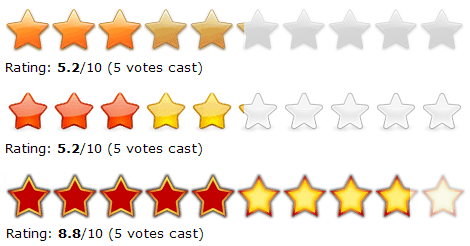 Rating: 5.2/10 (5 votes cast)
Rating: 5.2/10 (5 votes cast)
Rating: 8.8/10 (5 votes cast)